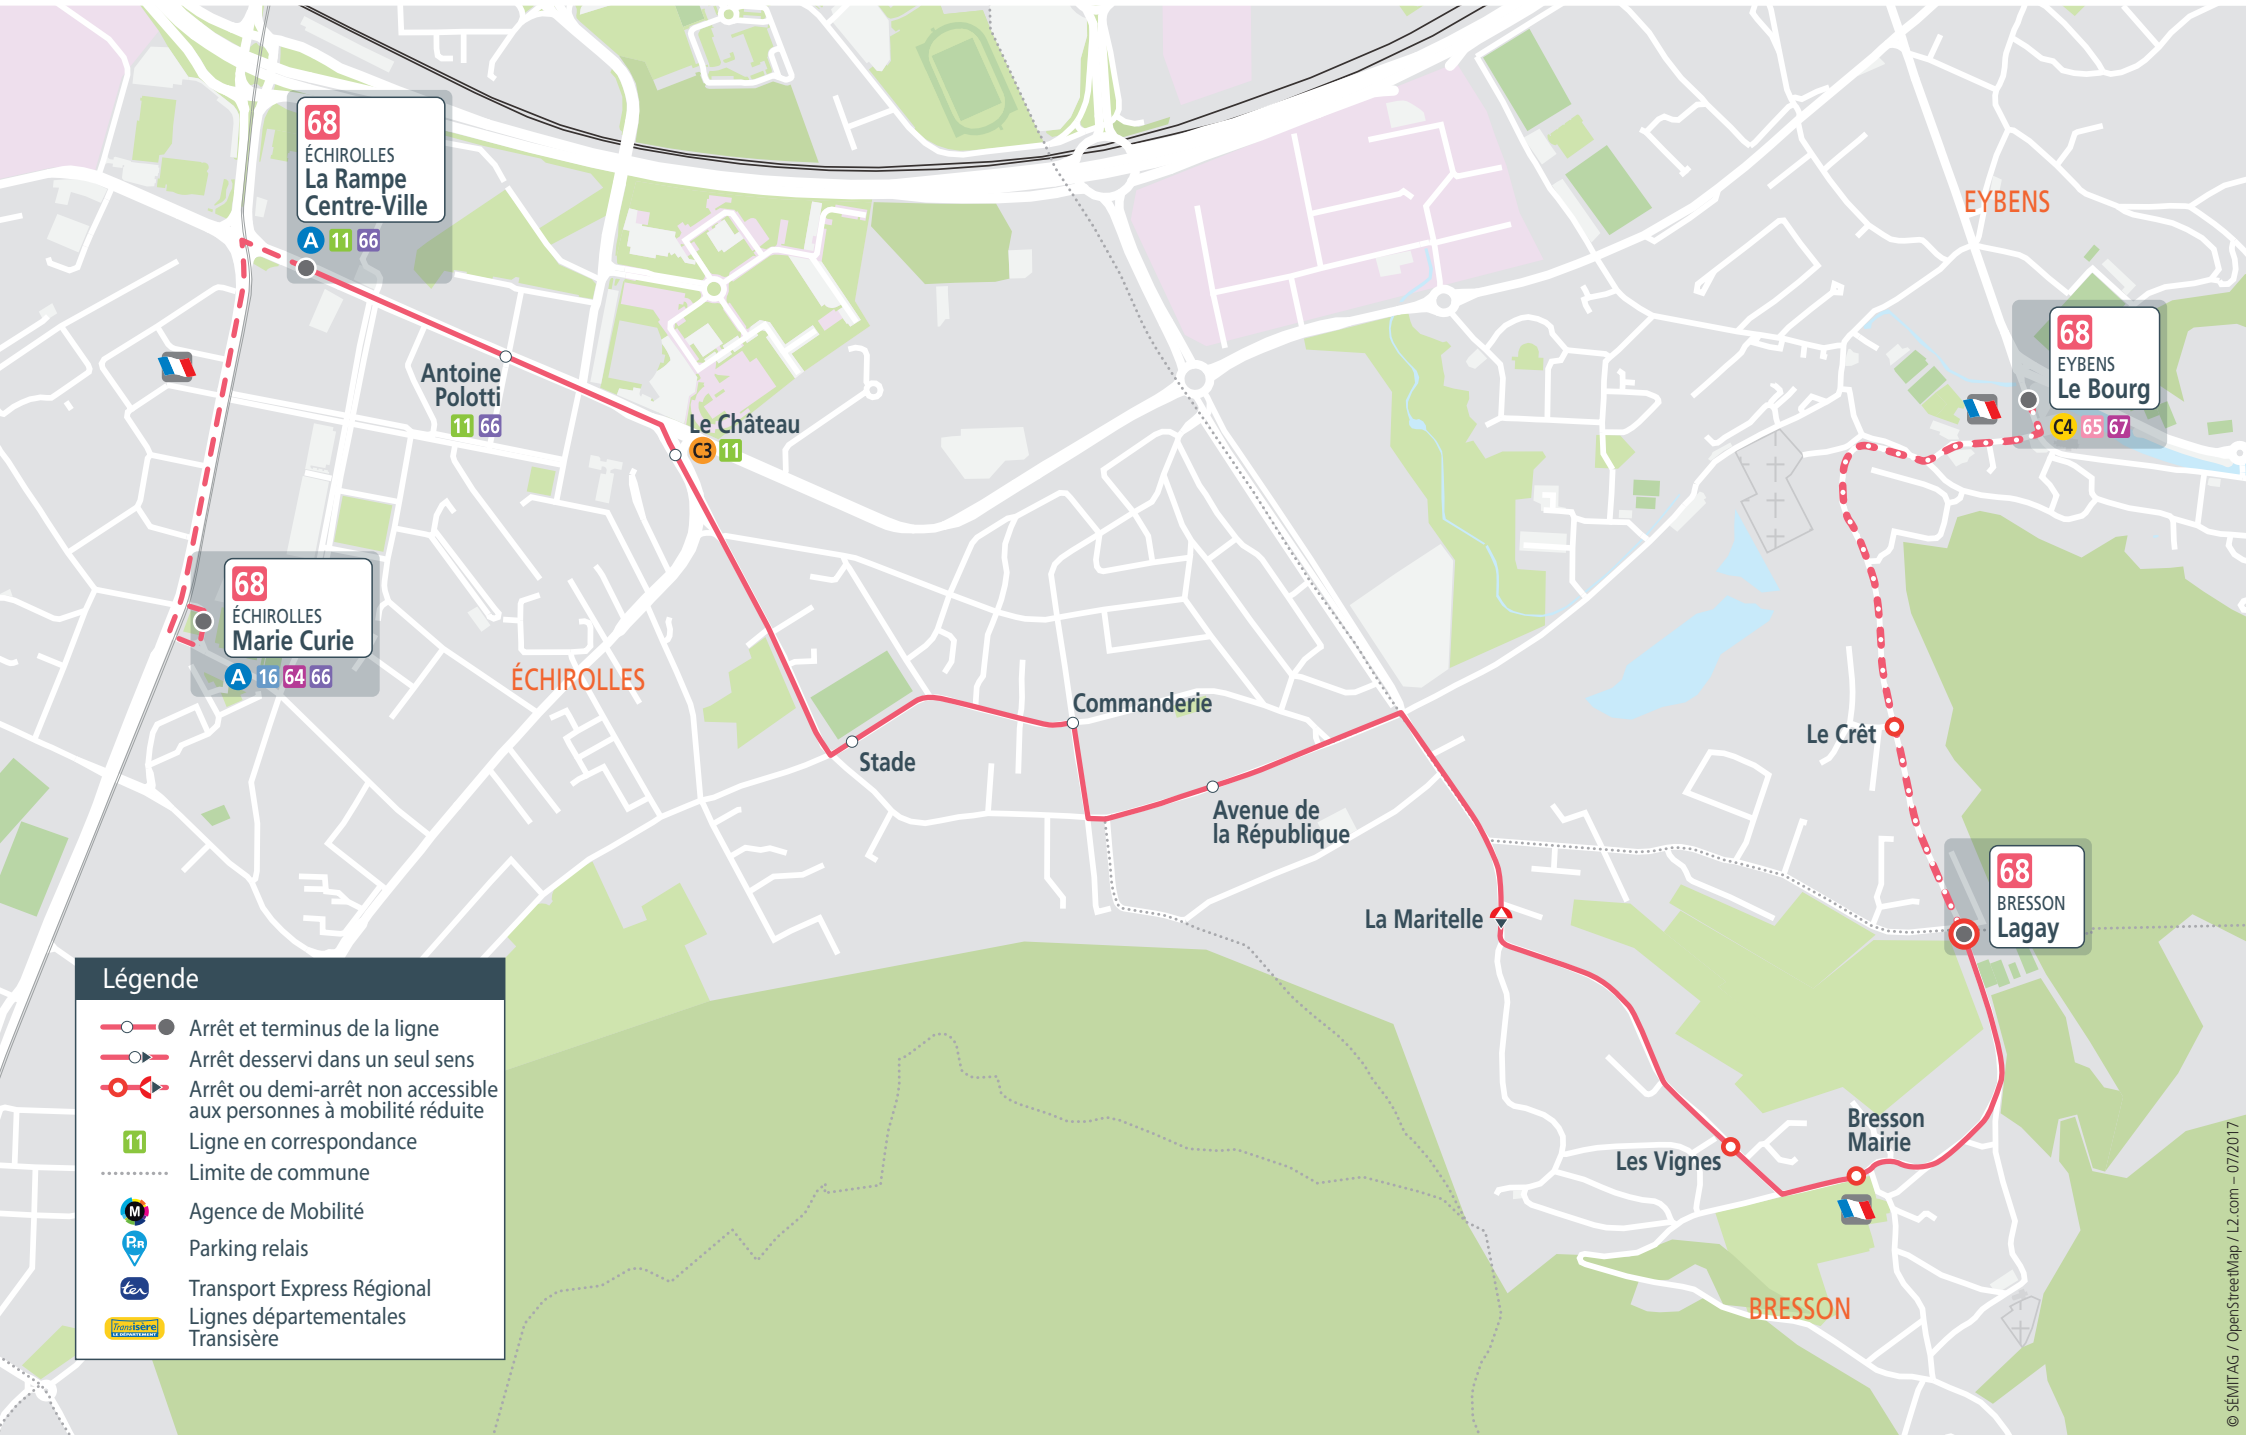 68
ÉCHIROLLES
La Rampe
Centre-Ville
A 11 66
EYBENS
68
EYBENS
Le Bourg
C4 65 67
Antoine
Polotti
11 66
Le Château
C3 11
68
ÉCHIROLLES
Marie Curie
A 16 64 66
ÉCHIROLLES
Commanderie
Stade
Avenue de
la République
Le Crêt
La Maritelle
68
BRESSON
Lagay
Bresson
Mairie
Les Vignes
BRESSON
Légende
Arrêt et terminus de la ligne
Arrêt desservi dans un seul sens
Arrêt ou demi-arrêt non accessible
aux personnes à mobilité réduite
11 Ligne en correspondance
Limite de commune
M Agence de Mobilité
P+R Parking relais
ter Transport Express Régional
Transisère
LE DÉPARTEMENT
Lignes départementales
Transisère
© SÉMITAG / OpenStreetMap / L2.com – 07/2017